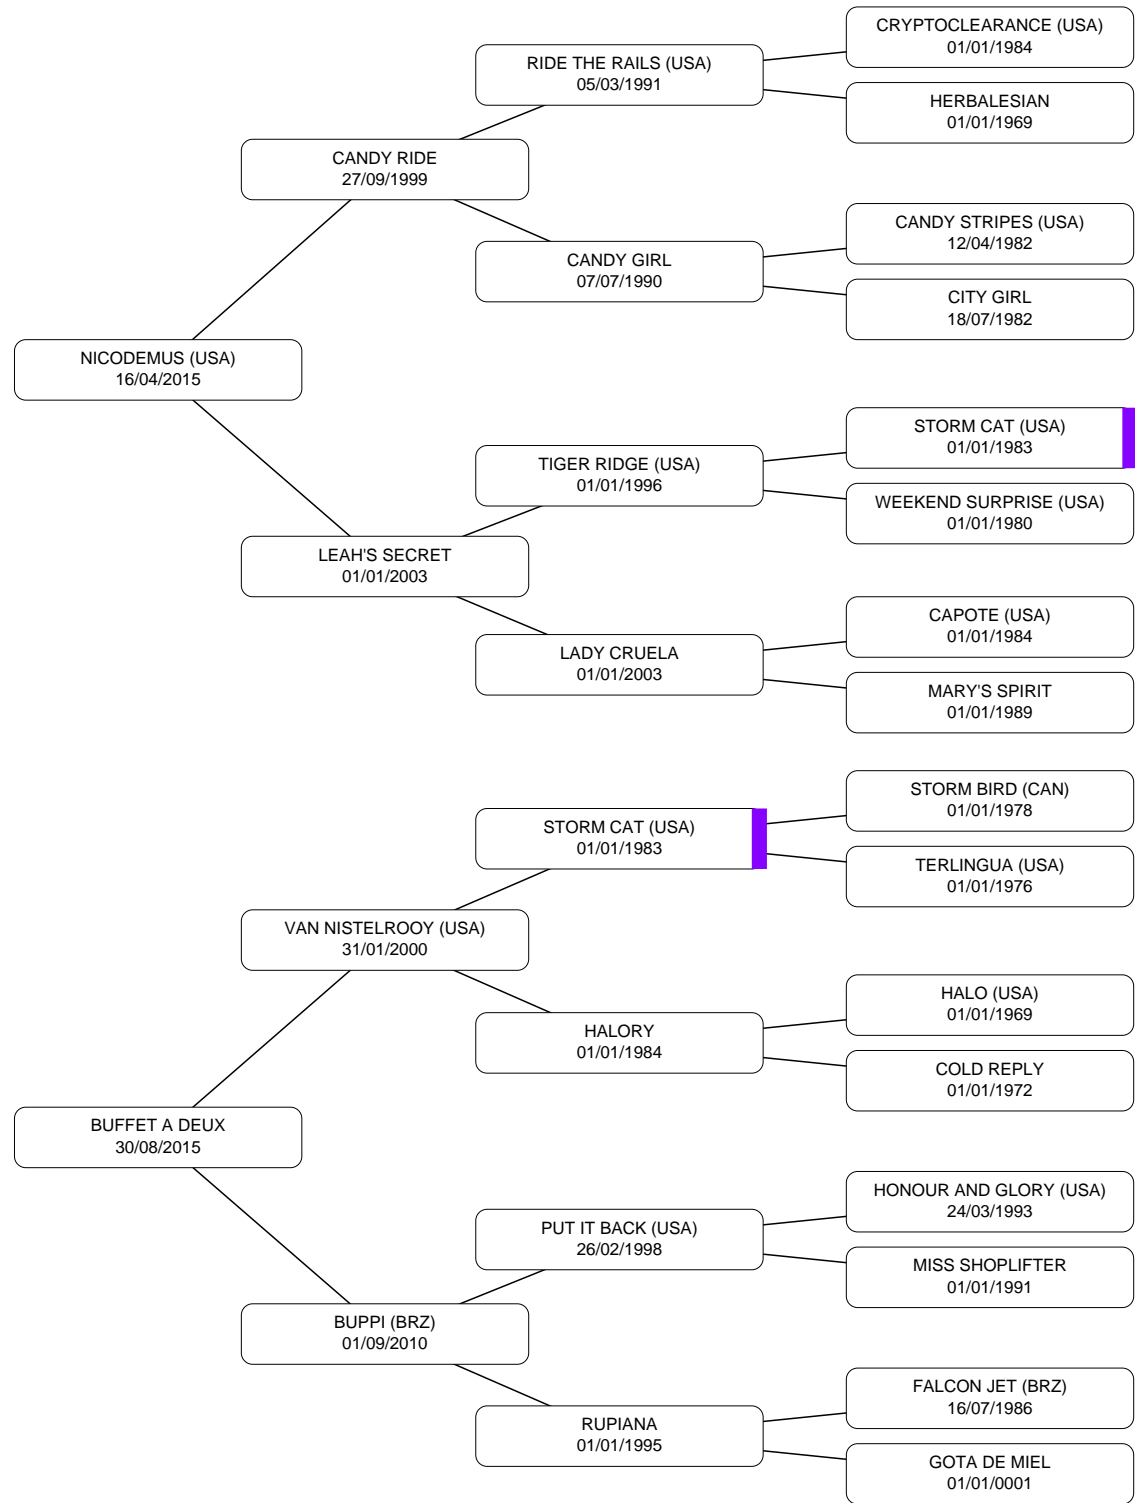 CRYPTOCLEARANCE (USA)
01/01/1984
RIDE THE RAILS (USA)
05/03/1991
HERBALESIAN
01/01/1969
CANDY RIDE
27/09/1999
CANDY STRIPES (USA)
12/04/1982
CANDY GIRL
07/07/1990
CITY GIRL
18/07/1982
NICODEMUS (USA)
16/04/2015
STORM CAT (USA)
01/01/1983
TIGER RIDGE (USA)
01/01/1996
WEEKEND SURPRISE (USA)
01/01/1980
LEAH'S SECRET
01/01/2003
CAPOTE (USA)
01/01/1984
LADY CRUELA
01/01/2003
MARY'S SPIRIT
01/01/1989
STORM BIRD (CAN)
01/01/1978
STORM CAT (USA)
01/01/1983
TERLINGUA (USA)
01/01/1976
VAN NISTELROOY (USA)
31/01/2000
HALO (USA)
01/01/1969
HALORY
01/01/1984
COLD REPLY
01/01/1972
BUFFET A DEUX
30/08/2015
HONOUR AND GLORY (USA)
24/03/1993
PUT IT BACK (USA)
26/02/1998
MISS SHOPLIFTER
01/01/1991
BUPPI (BRZ)
01/09/2010
FALCON JET (BRZ)
16/07/1986
RUPIANA
01/01/1995
GOTA DE MIEL
01/01/0001